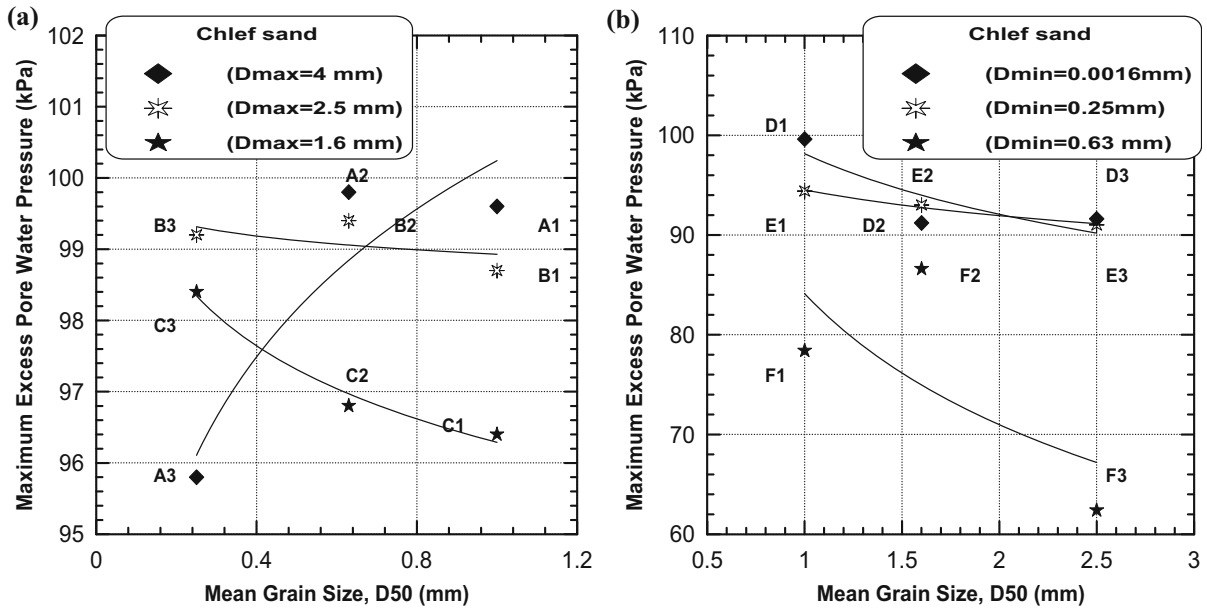 (a)
Chlef sand
(Dmax=4 mm)
(Dmax=2.5 mm)
(Dmax=1.6 mm)
Maximum Excess Pore Water Pressure (kPa)
102
101
100
99
98
97
96
95
A2
B3
B2
A1
B1
C3
C2
C1
A3
0
0.4
0.8
1.2
Mean Grain Size, D50 (mm)
(b)
Chlef sand
(Dmin=0.0016mm)
(Dmin=0.25mm)
(Dmin=0.63 mm)
Maximum Excess Pore Water Pressure (kPa)
110
100
90
80
70
60
D1
E2
D3
E1
D2
F2
E3
F1
F3
0.5
1
1.5
2
2.5
3
Mean Grain Size, D50 (mm)